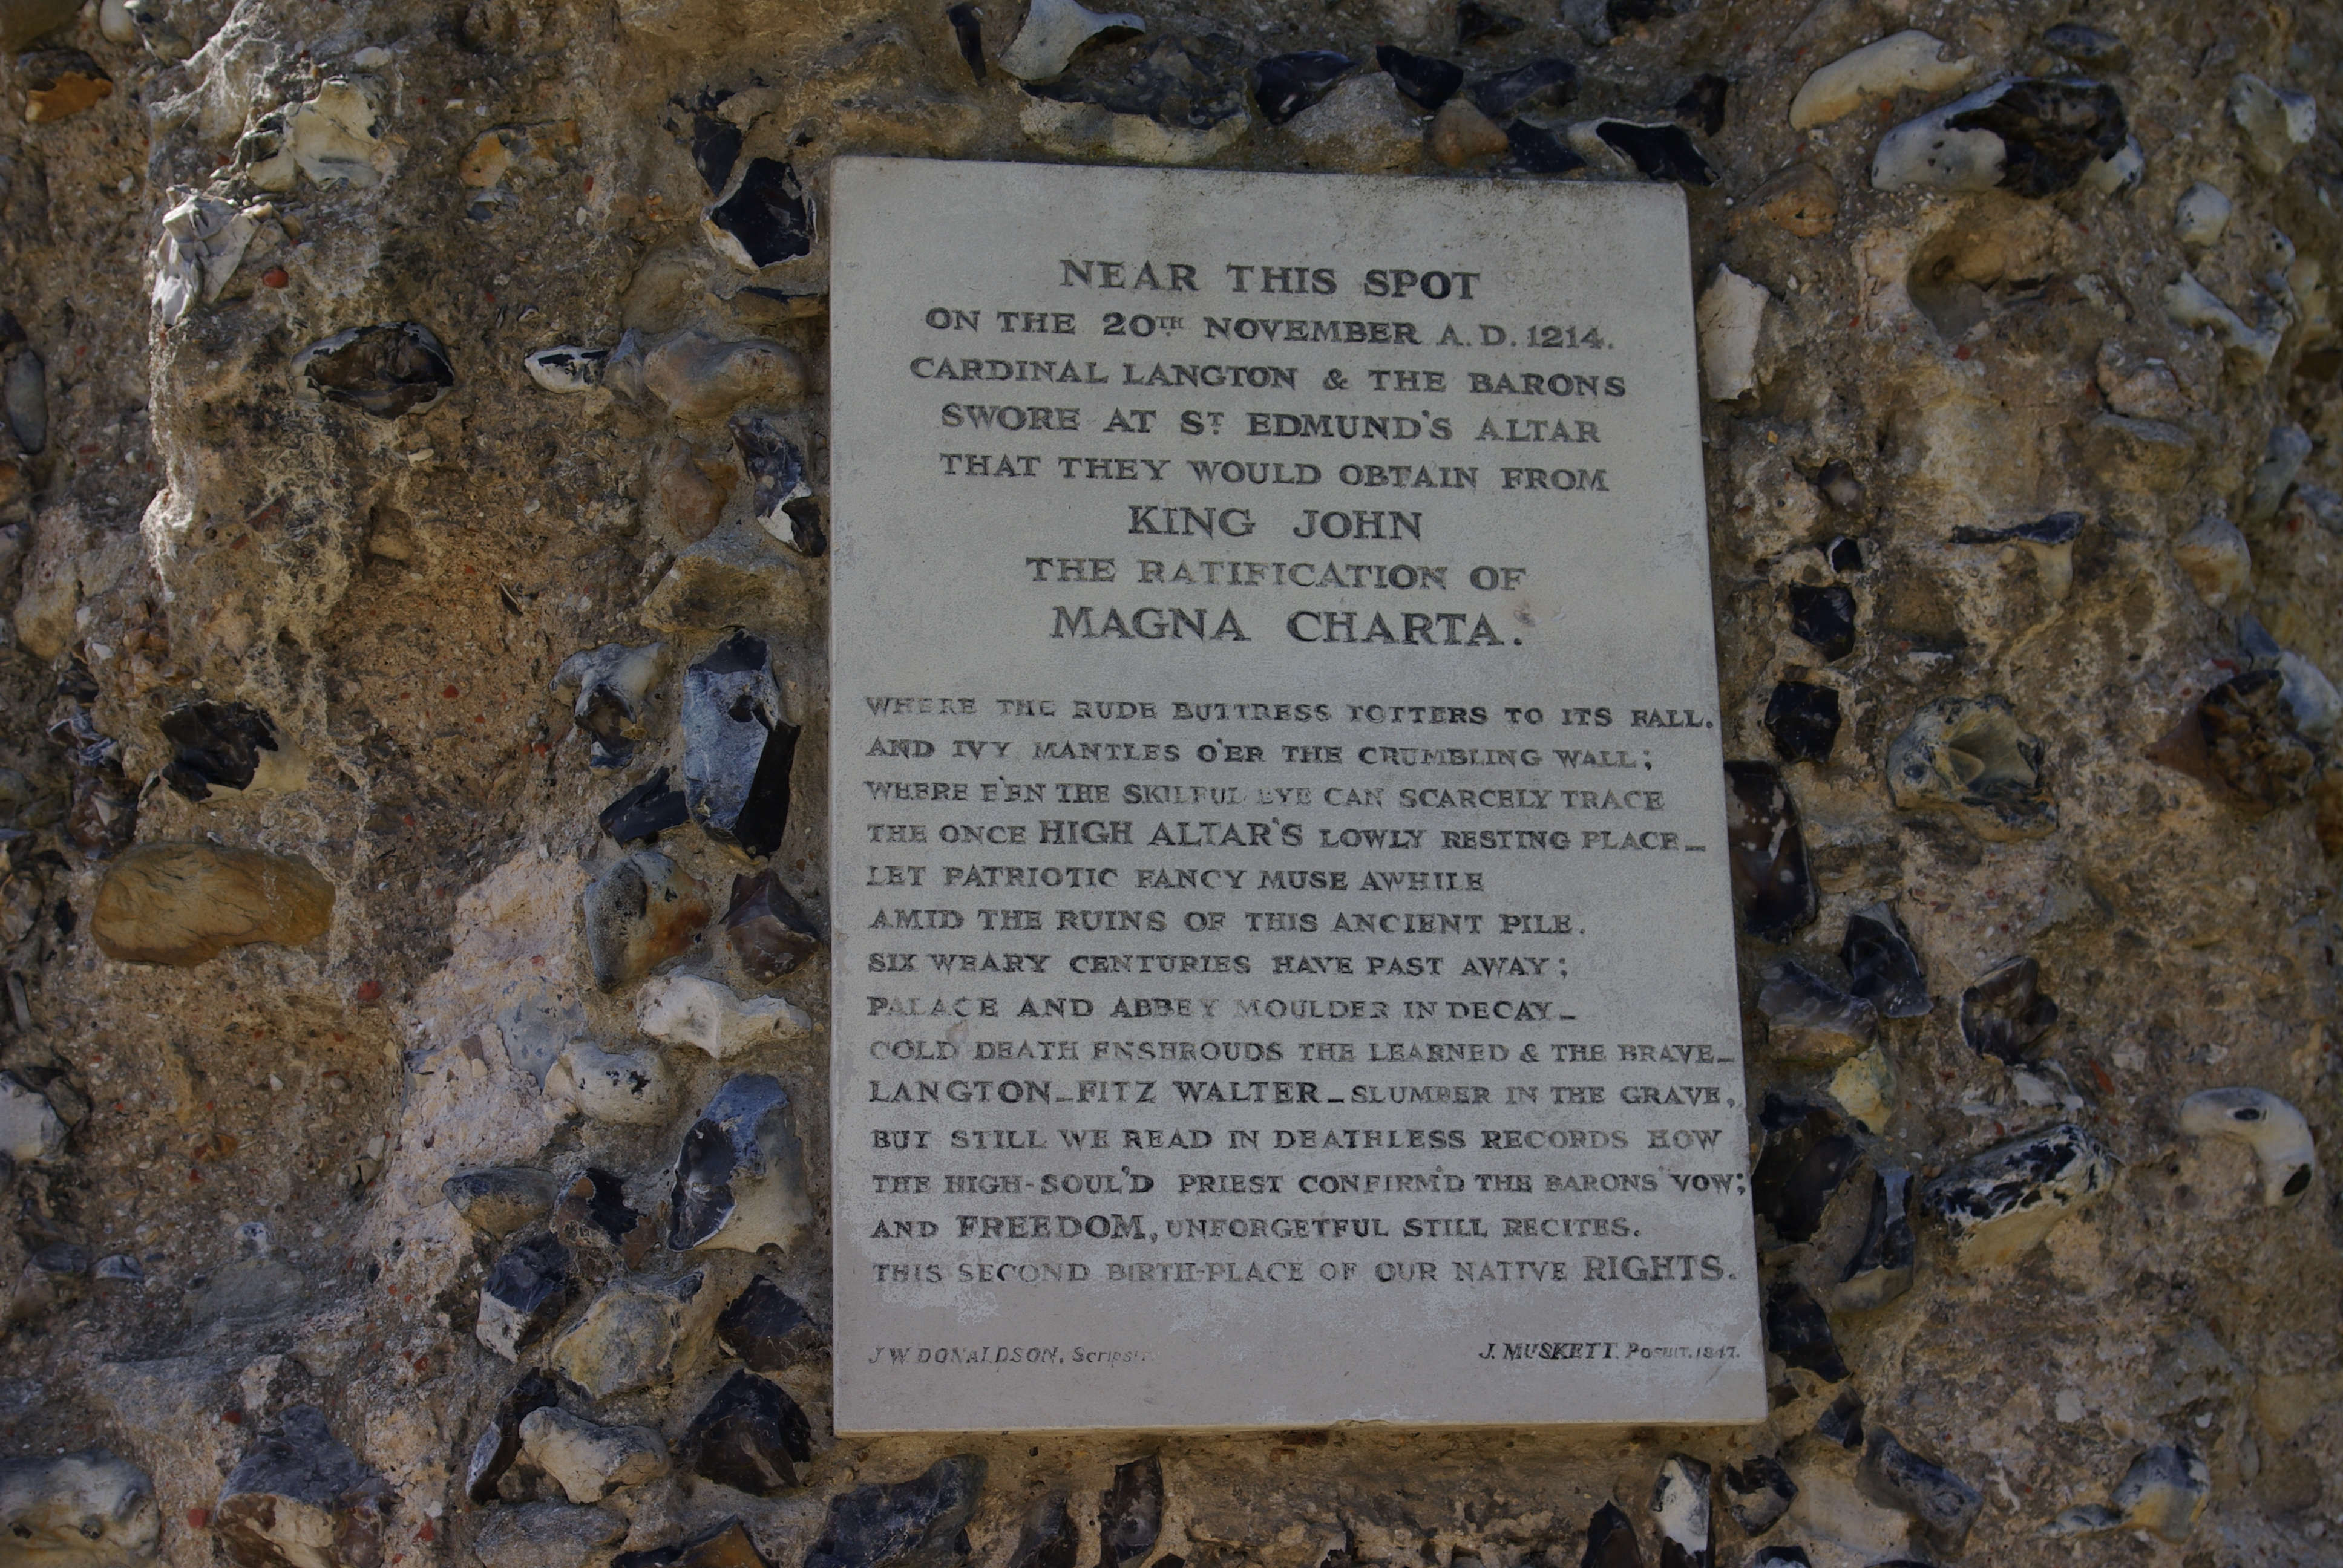 NEAR THIS SPOT
ON THE 20TH NOVEMBER A.D. 1214.
CARDINAL LANGTON & THE BARONS
SWORE AT ST EDMUND'S ALTAR
THAT THEY WOULD OBTAIN FROM
KING JOHN
THE RATIFICATION OF
MAGNA CHARTA.
WHERE THE RUDE BUTTRESS TOTTERS TO ITS FALL,
AND IVY MANTLES O'ER THE CRUMBLING WALL;
WHERE E'EN THE SKILFUL EYE CAN SCARCELY TRACE
THE ONCE HIGH ALTAR'S LOWLY RESTING PLACE_
LET PATRIOTIC FANCY MUSE AWHILE
AMID THE RUINS OF THIS ANCIENT PILE.
SIX WEARY CENTURIES HAVE PAST AWAY;
PALACE AND ABBEY MOULDER IN DECAY_
COLD DEATH ENSHROUDS THE LEARNED & THE BRAVE_
LANGTON_FITZ WALTER_SLUMBER IN THE GRAVE,
BUT STILL WE READ IN DEATHLESS RECORDS HOW
THE HIGH-SOUL'D PRIEST CONFIRM'D THE BARONS' VOW;
AND FREEDOM, UNFORGETFUL STILL RECITES,
THIS SECOND BIRTH-PLACE OF OUR NATIVE RIGHTS.
J.W. DONALDSON, Scripsit
J. MUSKETT. POSUIT. 1847.